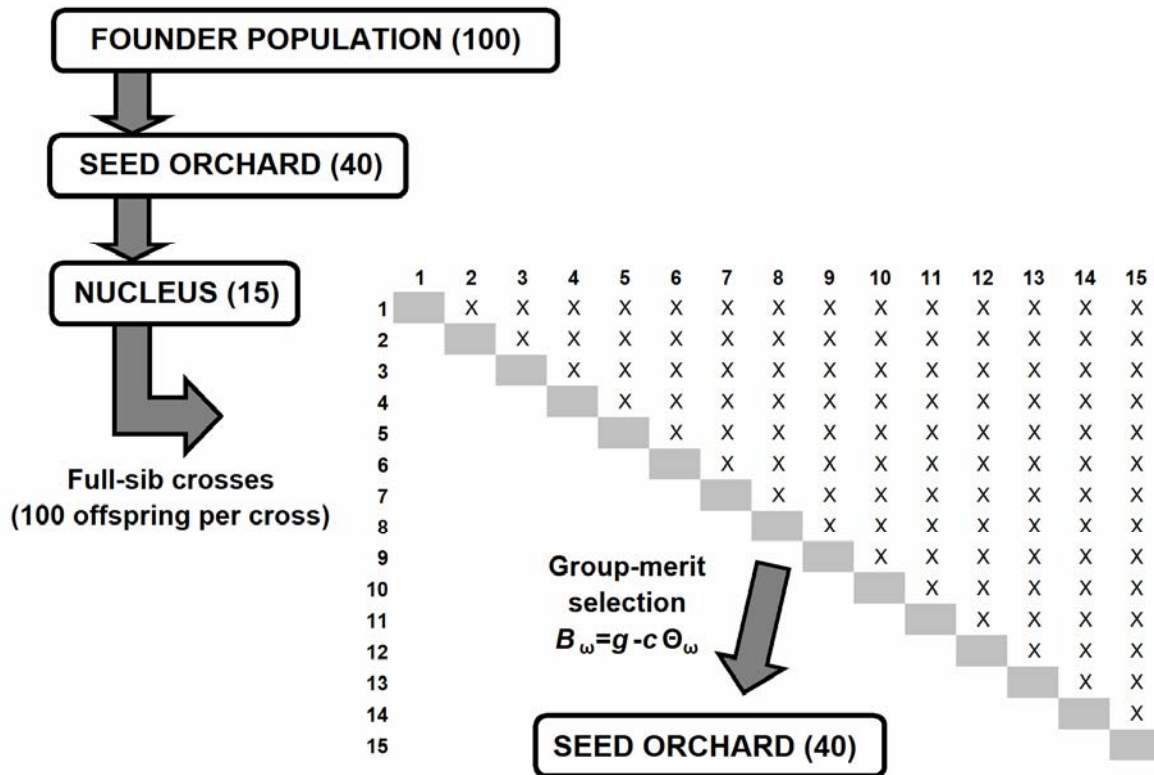 FOUNDER POPULATION (100)
SEED ORCHARD (40)
NUCLEUS (15)
Full-sib crosses
(100 offspring per cross)
1 2 3 4 5 6 7 8 9 10 11 12 13 14 15
1 X X X X X X X X X X X X X X
2 X X X X X X X X X X X X X
3 X X X X X X X X X X X X
4 X X X X X X X X X X X
5 X X X X X X X X X X
6 X X X X X X X X X
7 X X X X X X X X
8 X X X X X X X
9 X X X X X X
10 X X X X X
11 X X X X
12 X X X
13 X X
14 X
15
Group-merit
selection
B ω=g-cΘω
SEED ORCHARD (40)